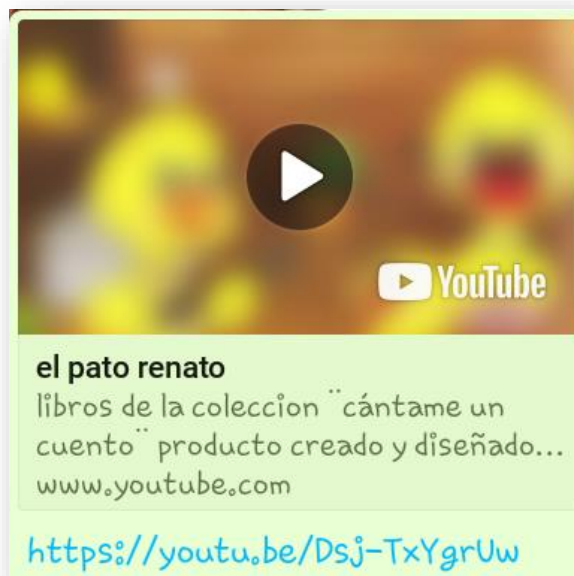 YouTube
el pato renato
libros de la coleccion ¨cántame un
cuento¨ producto creado y diseñado...
www.youtube.com
https://youtu.be/Dsj-TxYgrUw